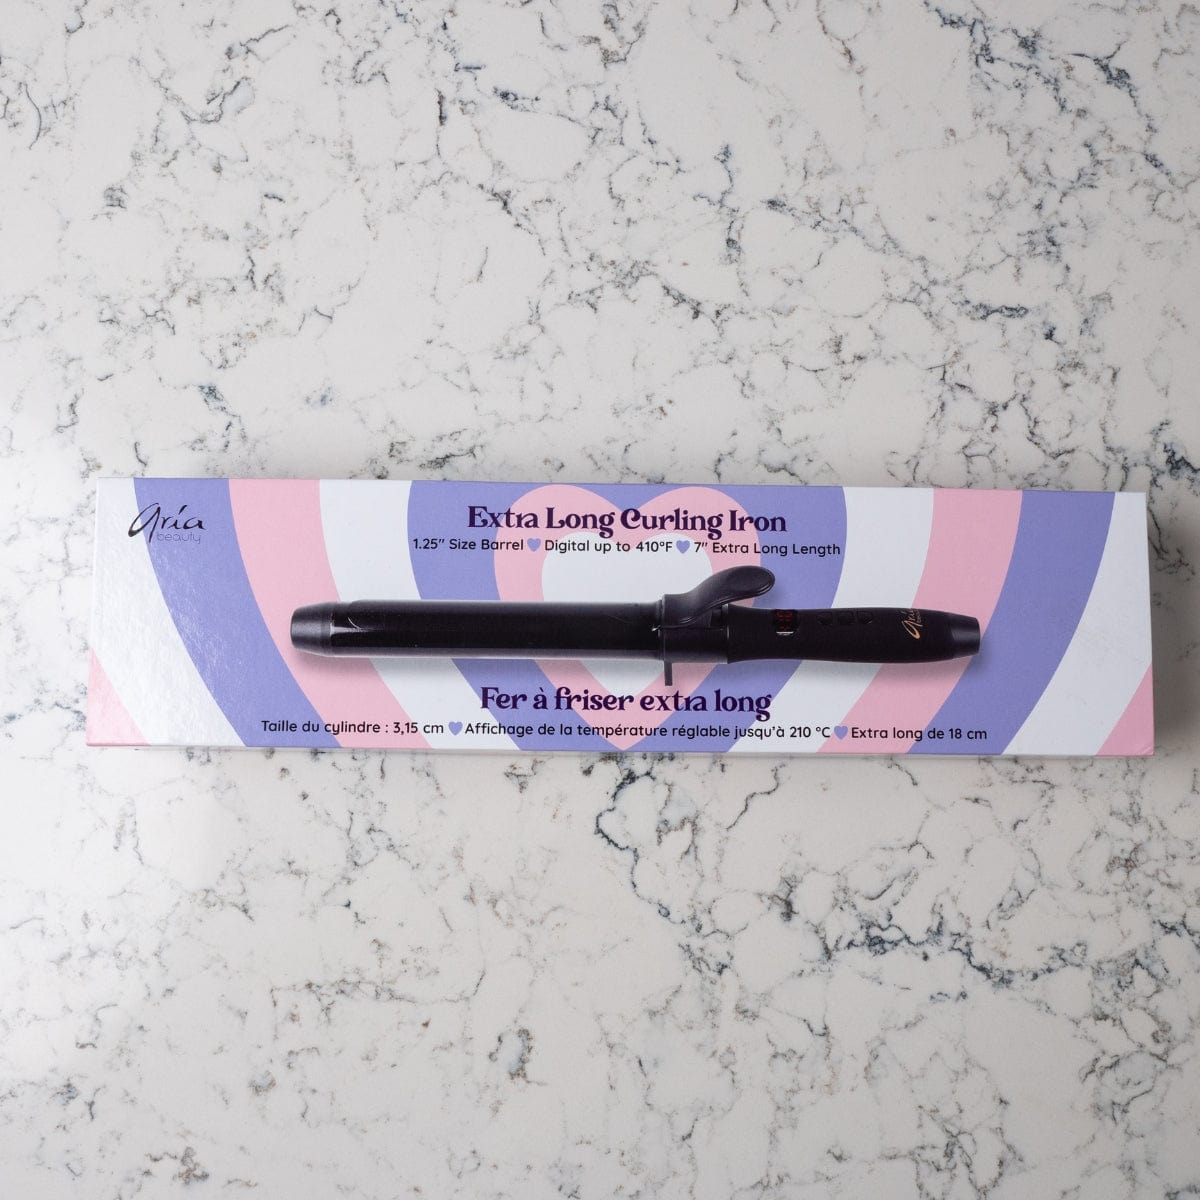 aria
beauty
Extra Long Curling Iron
1.25" Size Barrel 💜 Digital up to 410°F 💜 7" Extra Long Length
aria
beauty
Fer à friser extra long
Taille du cylindre : 3,15 cm 💜 Affichage de la température réglable jusqu'à 210 °C 💜 Extra long de 18 cm